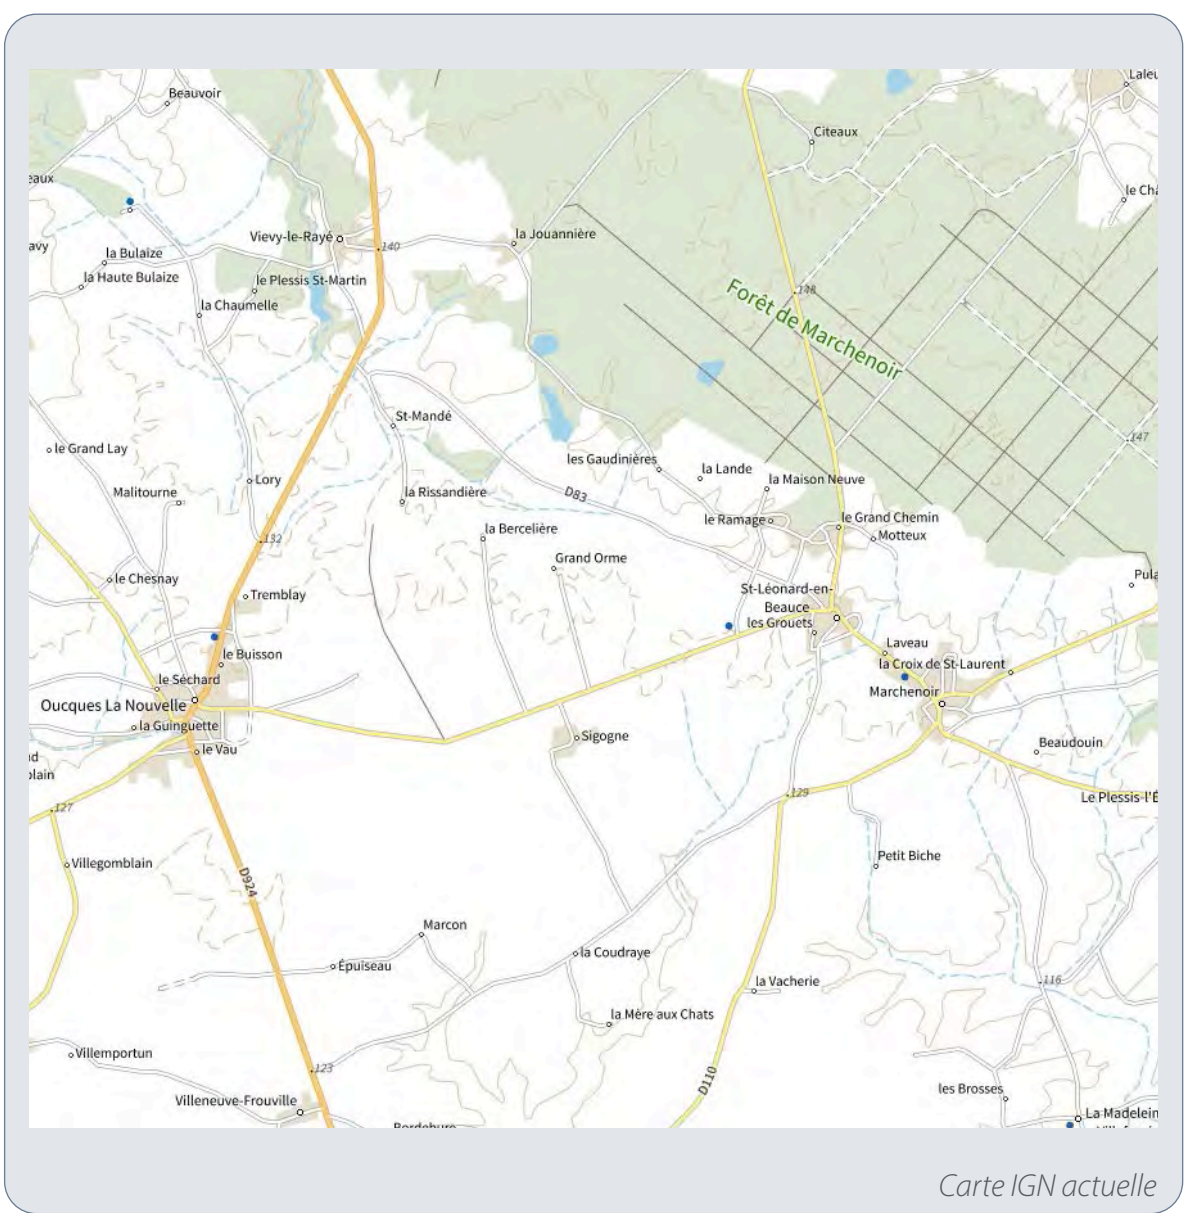 Beauvoir
Laleu
Citeaux
eaux
le Châ
la Jouannière
Vievy-le-Rayé
avy
140
la Bulaize
la Haute Bulaize
le Plessis St-Martin
148
la Chaumelle
Forêt de Marchenoir
St-Mandé
147
le Grand Lay
les Gaudinières
la Lande
Lory
la Maison Neuve
Malitourne
la Rissandière
D83
le Ramage
le Grand Chemin
la Bercelière
Motteux
132
Grand Orme
le Chesnay
Pula
St-Léonard-en-
Beauce
Tremblay
les Grouets
Laveau
le Buisson
la Croix de St-Laurent
le Séchard
Marchenoir
Oucques La Nouvelle
la Guinguette
Sigogne
Beaudouin
le Vau
nd
blain
129
Le Plessis-l'É
127
Villegomblain
Petit Biche
D924
Marcon
la Coudraye
Épuiseau
la Vacherie
116
la Mère aux Chats
Villemportun
123
D110
les Brosses
Villeneuve-Frouville
La Madelein
Carte IGN actuelle